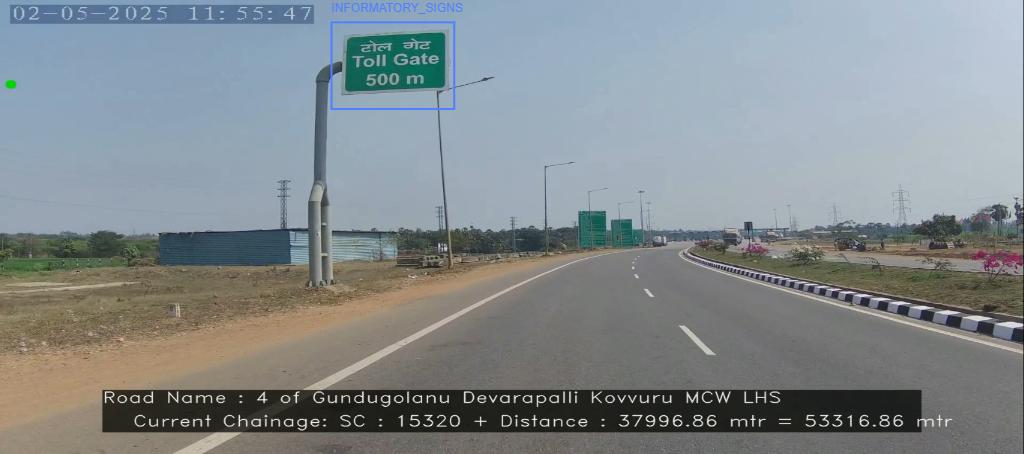 02-05-2025 11:55:47
INFORMATORY_SIGNS
टोल गेट
Toll Gate
500 m
Road Name : 4 of Gundugolanu Devarapalli Kovvuru MCW LHS
Current Chainage: SC : 15320 + Distance : 37996.86 mtr = 53316.86 mtr